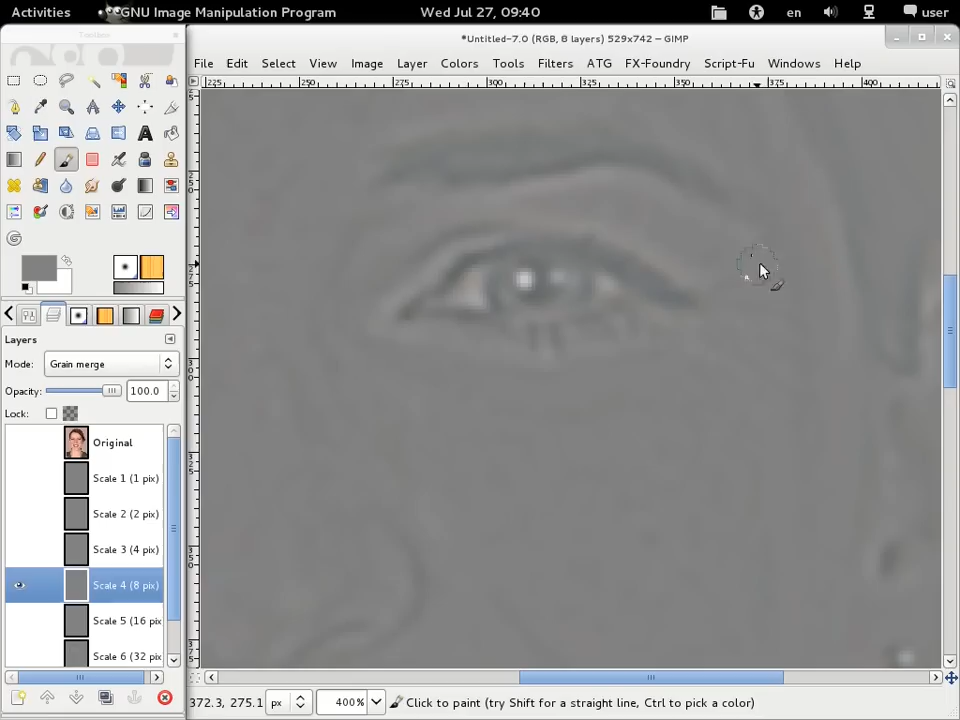 Activities GNU Image Manipulation Program Wed Jul 27, 09:40 en user
Toolbox
*Untitled-7.0 (RGB, 8 layers) 529x742 – GIMP
File Edit Select View Image Layer Colors Tools Filters ATG FX-Foundry Script-Fu Windows Help
225 275 300 325 350 375 400
Layers
Mode: Grain merge
Opacity: 100.0
Lock:
Original
Scale 1 (1 pix)
Scale 2 (2 pix)
Scale 3 (4 pix)
Scale 4 (8 pix)
Scale 5 (16 pix
Scale 6 (32 pix
372.3, 275.1 px 400% Click to paint (try Shift for a straight line, Ctrl to pick a color)